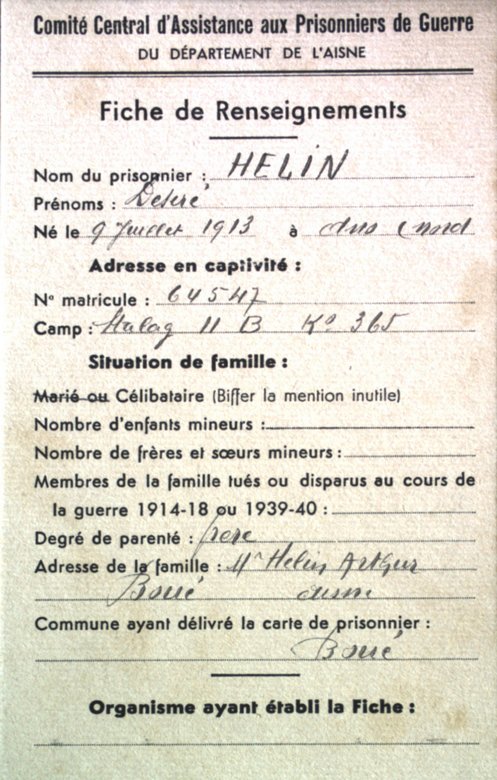 Comité Central d'Assistance aux Prisonniers de Guerre
DU DÉPARTEMENT DE L'AISNE
Fiche de Renseignements
Nom du prisonnier : HELIN
Prénoms : Désiré
Né le 9 Juillet 1913 à (nord
Adresse en captivité :
N° matricule : 64547
Camp : Stalag II B K° 365
Situation de famille :
Marié ou Célibataire (Biffer la mention inutile)
Nombre d'enfants mineurs :
Nombre de frères et sœurs mineurs :
Membres de la famille tués ou disparus au cours de
la guerre 1914-18 ou 1939-40 :
Degré de parenté : frere
Adresse de la famille : Mr Helin Arthur
Boué aisne
Commune ayant délivré la carte de prisonnier :
Boué
Organisme ayant établi la Fiche :